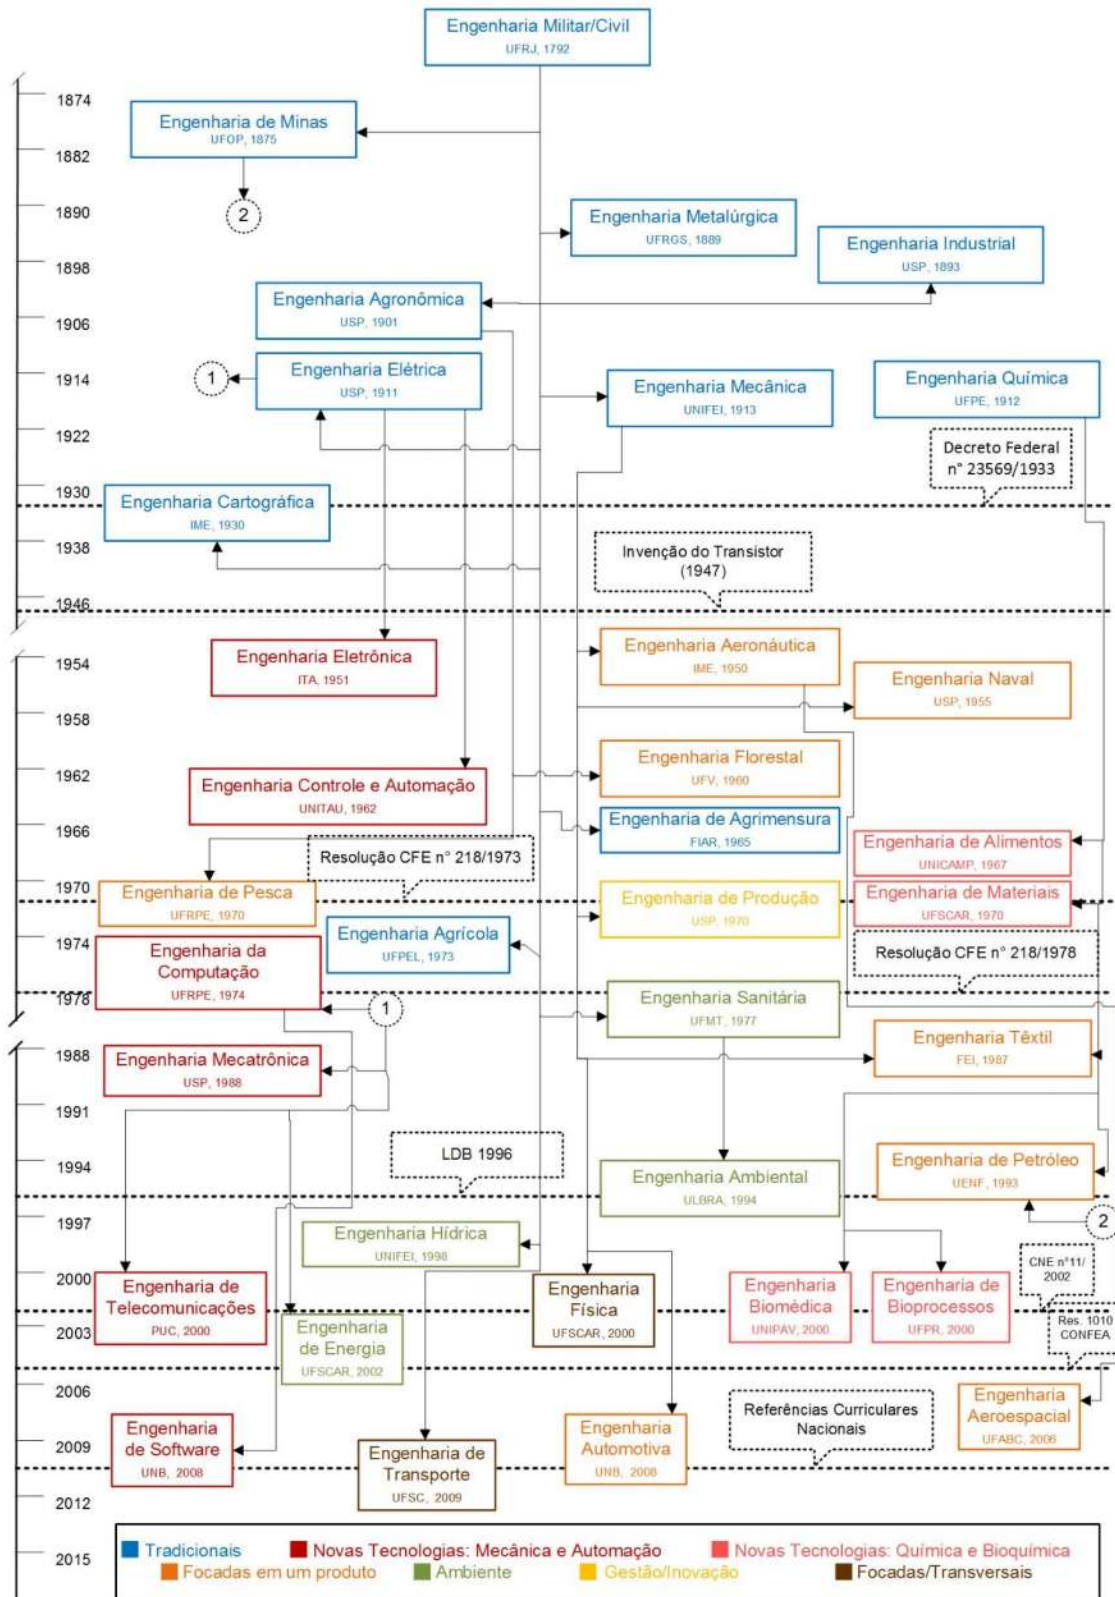 Engenharia Militar/Civil
UFRJ, 1792
1874
Engenharia de Minas
UFOP, 1875
1882
2
1890
Engenharia Metalúrgica
UFRGS, 1889
Engenharia Industrial
USP, 1893
1898
Engenharia Agronômica
USP, 1901
1906
Engenharia Elétrica
USP, 1911
1
1914
Engenharia Mecânica
UNIFEI, 1913
Engenharia Química
UFPE, 1912
1922
Decreto Federal
n° 23569/1933
1930
Engenharia Cartográfica
IME, 1930
1938
Invenção do Transistor
(1947)
1946
1954
Engenharia Eletrônica
ITA, 1951
Engenharia Aeronáutica
IME, 1950
Engenharia Naval
USP, 1955
1958
1962
Engenharia Controle e Automação
UNITAU, 1962
Engenharia Florestal
UFV, 1960
1966
Engenharia de Agrimensura
FIAR, 1965
Engenharia de Alimentos
UNICAMP, 1967
Resolução CFE n° 218/1973
1970
Engenharia de Pesca
UFRPE, 1970
Engenharia de Produção
USP, 1970
Engenharia de Materiais
UFSCAR, 1970
1974
Engenharia Agrícola
UFPEL, 1973
Engenharia da
Computação
UFRPE, 1974
Resolução CFE n° 218/1978
1978
1
Engenharia Sanitária
UFMT, 1977
1988
Engenharia Mecatrônica
USP, 1988
Engenharia Têxtil
FEI, 1987
1991
LDB 1996
1994
Engenharia Ambiental
ULBRA, 1994
Engenharia de Petróleo
UENF, 1993
1997
2
Engenharia Hídrica
UNIFEI, 1998
CNE n°11/
2002
2000
Engenharia de
Telecomunicações
PUC, 2000
Engenharia
Física
UFSCAR, 2000
Engenharia
Biomédica
UNIPAV, 2000
Engenharia de
Bioprocessos
UFPR, 2000
2003
Engenharia
de Energia
UFSCAR, 2002
Res. 1010
CONFEA
2006
Engenharia
Aeroespacial
UFABC, 2006
Referências Curriculares
Nacionais
2009
Engenharia
de Software
UNB, 2008
Engenharia de
Transporte
UFSC, 2009
Engenharia
Automotiva
UNB, 2008
2012
2015
Tradicionais
Novas Tecnologias: Mecânica e Automação
Novas Tecnologias: Química e Bioquímica
Focadas em um produto
Ambiente
Gestão/Inovação
Focadas/Transversais